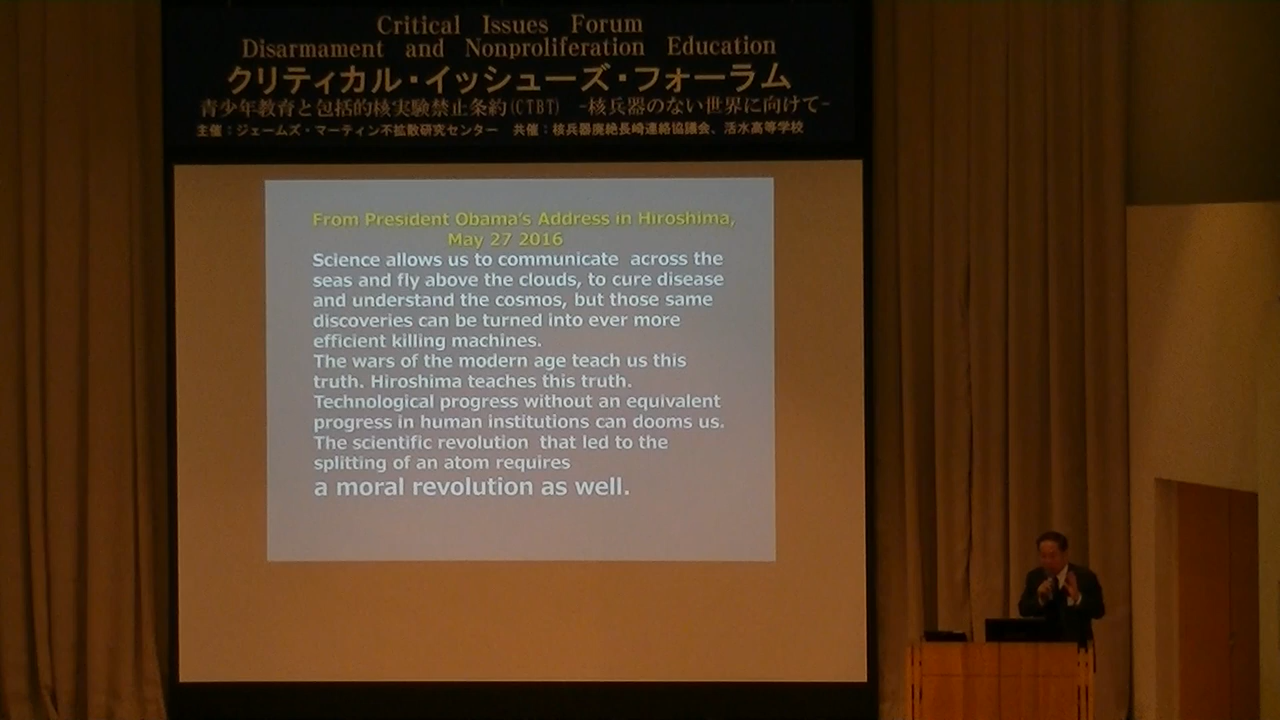 Critical Issues Forum
Disarmament and Nonproliferation Education
クリティカル・イッシューズ・フォーラム
青少年教育と包括的核実験禁止条約(CTBT) -核兵器のない世界に向けて-
主催：ジェームズ・マーティン不拡散研究センター 共催：核兵器廃絶長崎連絡協議会、活水高等学校
From President Obama's Address in Hiroshima,
May 27 2016
Science allows us to communicate across the
seas and fly above the clouds, to cure disease
and understand the cosmos, but those same
discoveries can be turned into ever more
efficient killing machines.
The wars of the modern age teach us this
truth. Hiroshima teaches this truth.
Technological progress without an equivalent
progress in human institutions can dooms us.
The scientific revolution that led to the
splitting of an atom requires
a moral revolution as well.